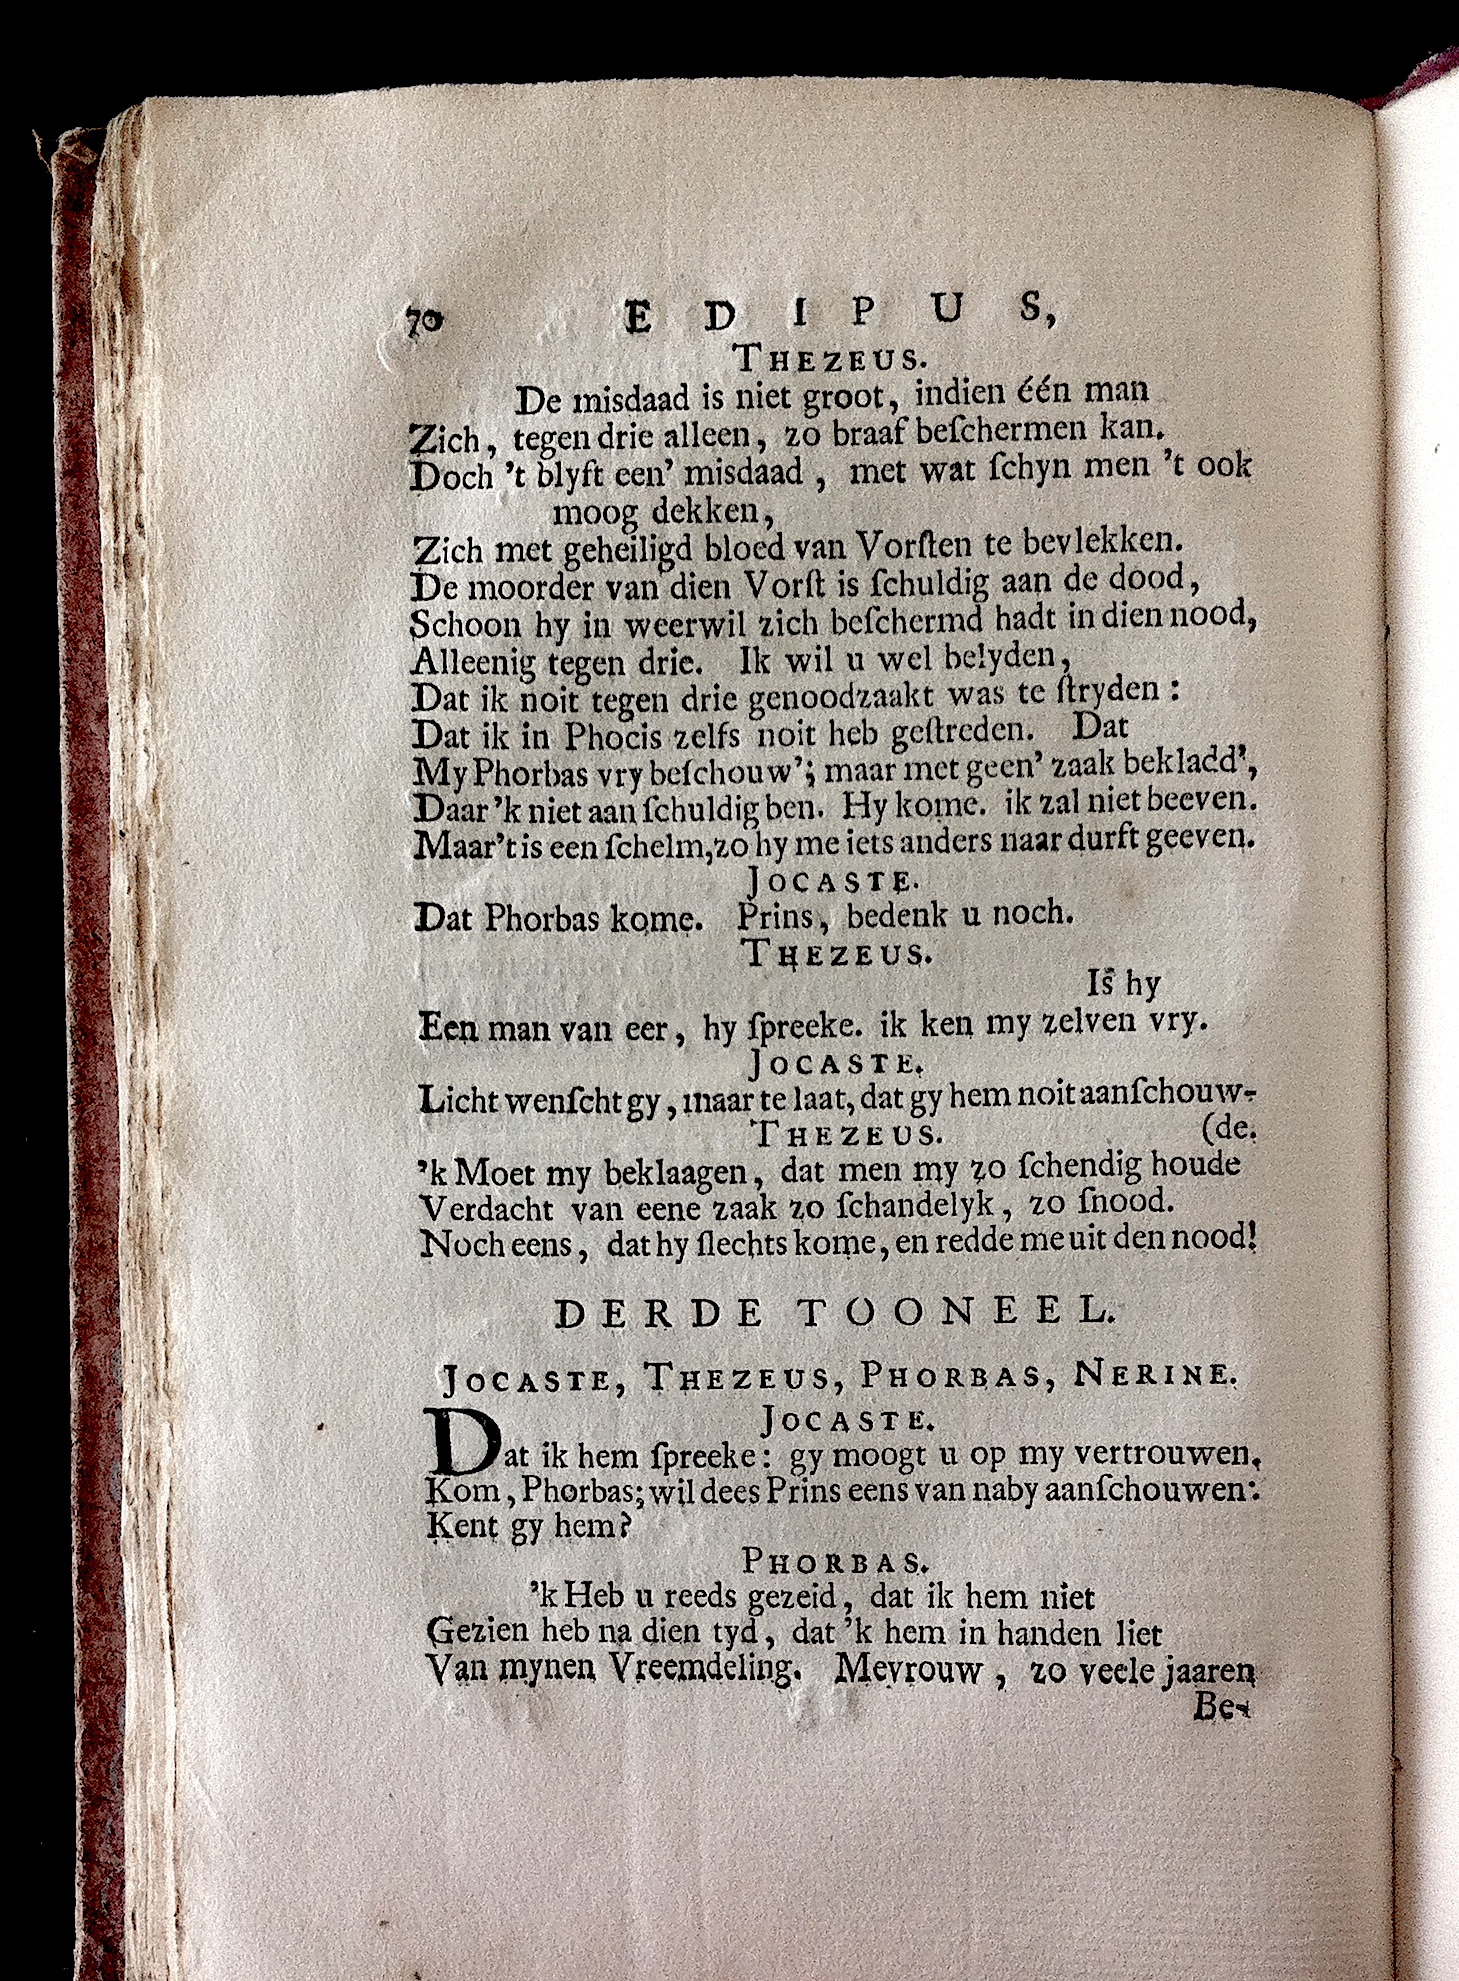 70 E D I P U S,
THEZEUS.
De misdaad is niet groot, indien één man
Zich, tegen drie alleen, zo braaf beſchermen kan.
Doch 't blyft een' misdaad, met wat ſchyn men 't ook
moog dekken,
Zich met geheiligd bloed van Vorſten te bevlekken.
De moorder van dien Vorſt is ſchuldig aan de dood,
Schoon hy in weerwil zich beſchermd hadt in dien nood,
Alleenig tegen drie. Ik wil u wel belyden,
Dat ik noit tegen drie genoodzaakt was te ſtryden:
Dat ik in Phocis zelfs noit heb geſtreden. Dat
My Phorbas vry beſchouw'; maar met geen' zaak bekladd',
Daar 'k niet aan ſchuldig ben. Hy kome. ik zal niet beeven.
Maar 't is een ſchelm, zo hy me iets anders naar durft geeven.
JOCASTE.
Dat Phorbas kome. Prins, bedenk u noch.
THEZEUS.
Is hy
Een man van eer, hy ſpreeke. ik ken my zelven vry.
JOCASTE.
Licht wenſcht gy, maar te laat, dat gy hem noit aanſchouw-
THEZEUS. (de.
'k Moet my beklaagen, dat men my zo ſchendig houde
Verdacht van eene zaak zo ſchandelyk, zo ſnood.
Noch eens, dat hy ſlechts kome, en redde me uit den nood!
DERDE TOONEEL.
JOCASTE, THEZEUS, PHORBAS, NERINE.
JOCASTE.
Dat ik hem ſpreeke: gy moogt u op my vertrouwen.
Kom, Phorbas; wil dees Prins eens van naby aanſchouwen:
Kent gy hem?
PHORBAS.
'k Heb u reeds gezeid, dat ik hem niet
Gezien heb na dien tyd, dat 'k hem in handen liet
Van mynen Vreemdeling. Mevrouw, zo veele jaaren
Be-